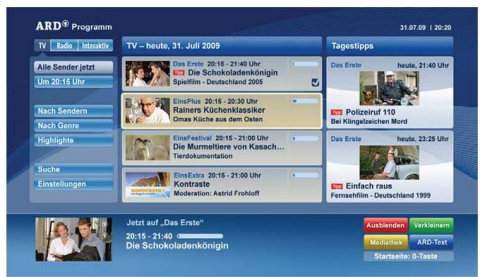 ARD® Programm
31.07.09 | 20:20
TV Radio Interaktiv
Alle Sender jetzt
Um 20:15 Uhr
Nach Sendern
Nach Genre
Highlights
Suche
Einstellungen
TV – heute, 31. Juli 2009
Das Erste 20:15 - 21:40 Uhr
Tipp Die Schokoladenkönigin
Spielfilm - Deutschland 2005
EinsPlus 20:15 - 20:30 Uhr
Rainers Küchenklassiker
Omas Küche aus dem Osten
EinsFestival 20:15 - 21:00 Uhr
Die Murmeltiere von Kasach...
Tierdokumentation
EinsExtra 20:15 - 21:00 Uhr
Kontraste
Moderation: Astrid Frohloff
Tagestipps
Das Erste heute, 21:40 Uhr
Tipp Polizeiruf 110
Bei Klingelzeichen Mord
Das Erste heute, 23:25 Uhr
Tipp Einfach raus
Fernsehfilm - Deutschland 1999
Jetzt auf „Das Erste"
20:15 - 21:40
Die Schokoladenkönigin
Ausblenden Verkleinern
Mediathek ARD-Text
Startseite: 0-Taste